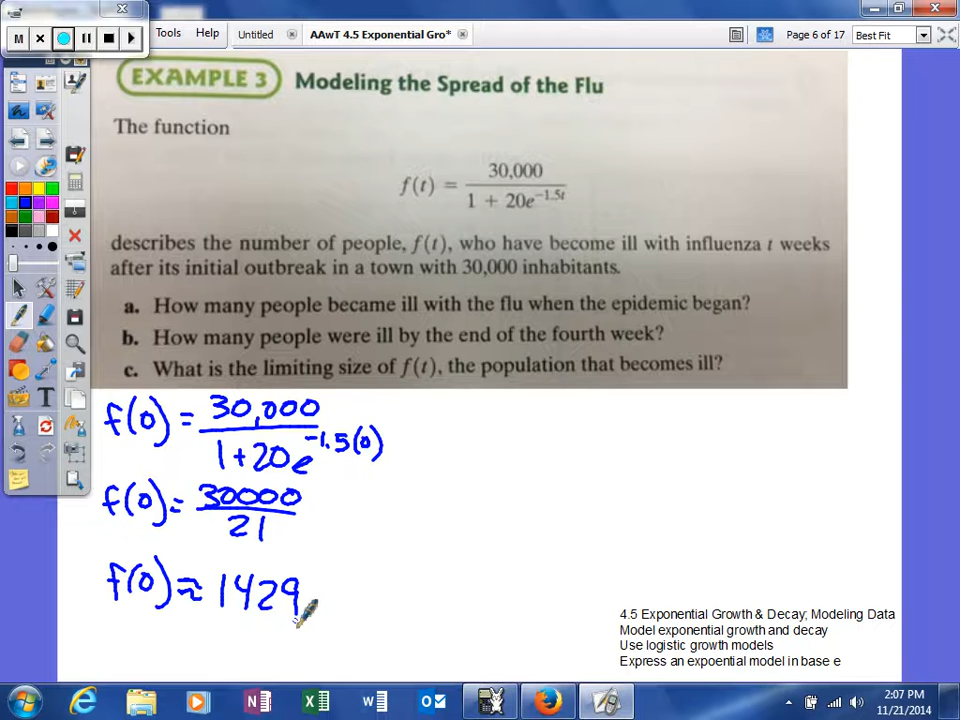 M
Tools Help Untitled AAwT 4.5 Exponential Gro* Page 6 of 17 Best Fit
EXAMPLE 3 Modeling the Spread of the Flu
The function
f(t) = 30,000 / 1 + 20e^-1.5t
describes the number of people, f(t), who have become ill with influenza t weeks
after its initial outbreak in a town with 30,000 inhabitants.
a. How many people became ill with the flu when the epidemic began?
b. How many people were ill by the end of the fourth week?
c. What is the limiting size of f(t), the population that becomes ill?
f(0) = 30,000 / 1+20e^-1.5(0)
f(0) = 30000 / 21
f(0) ≈ 1429
4.5 Exponential Growth & Decay; Modeling Data
Model exponential growth and decay
Use logistic growth models
Express an expoential model in base e
2:07 PM
11/21/2014